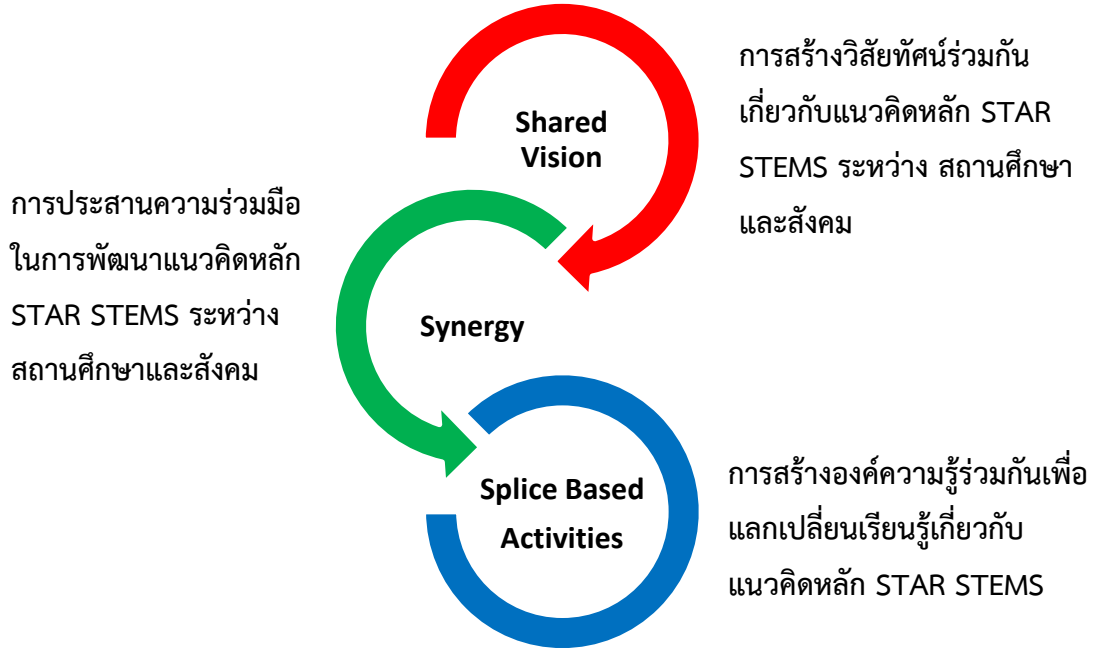 Shared
Vision
การสร้างวิสัยทัศน์ร่วมกัน
เกี่ยวกับแนวคิดหลัก STAR
STEMS ระหว่าง สถานศึกษา
และสังคม
การประสานความร่วมมือ
ในการพัฒนาแนวคิดหลัก
STAR STEMS ระหว่าง
สถานศึกษาและสังคม
Synergy
Splice Based
Activities
การสร้างองค์ความรู้ร่วมกันเพื่อ
แลกเปลี่ยนเรียนรู้เกี่ยวกับ
แนวคิดหลัก STAR STEMS